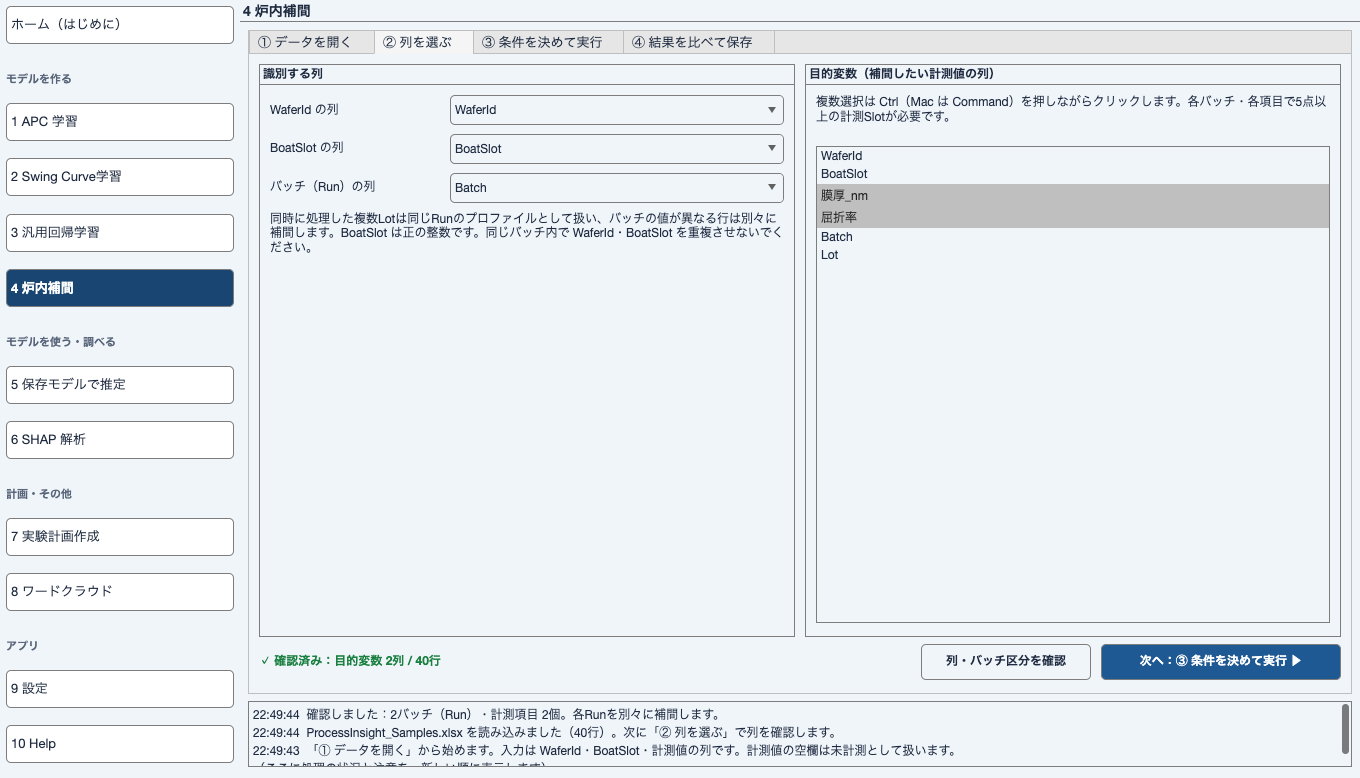 ホーム（はじめに）
モデルを作る
1 APC 学習
2 Swing Curve学習
3 汎用回帰学習
4 炉内補間
モデルを使う・調べる
5 保存モデルで推定
6 SHAP 解析
計画・その他
7 実験計画作成
8 ワードクラウド
アプリ
9 設定
10 Help
4 炉内補間
① データを開く
② 列を選ぶ
③ 条件を決めて実行
④ 結果を比べて保存
識別する列
WaferId の列
WaferId
BoatSlot の列
BoatSlot
バッチ（Run）の列
Batch
同時に処理した複数Lotは同じRunのプロファイルとして扱い、バッチの値が異なる行は別々に
補間します。BoatSlot は正の整数です。同じバッチ内で WaferId・BoatSlot を重複させないでく
ださい。
目的変数（補間したい計測値の列）
複数選択は Ctrl（Mac は Command）を押しながらクリックします。各バッチ・各項目で5点以
上の計測Slotが必要です。
WaferId
BoatSlot
膜厚_nm
屈折率
Batch
Lot
✓ 確認済み：目的変数 2列 / 40行
列・バッチ区分を確認
次へ：③ 条件を決めて実行 ▶
22:49:44 確認しました：2バッチ（Run）・計測項目 2個。各Runを別々に補間します。
22:49:44 ProcessInsight_Samples.xlsx を読み込みました（40行）。次に「② 列を選ぶ」で列を確認します。
22:49:43 「① データを開く」から始めます。入力は WaferId・BoatSlot・計測値の列です。計測値の空欄は未計測として扱います。